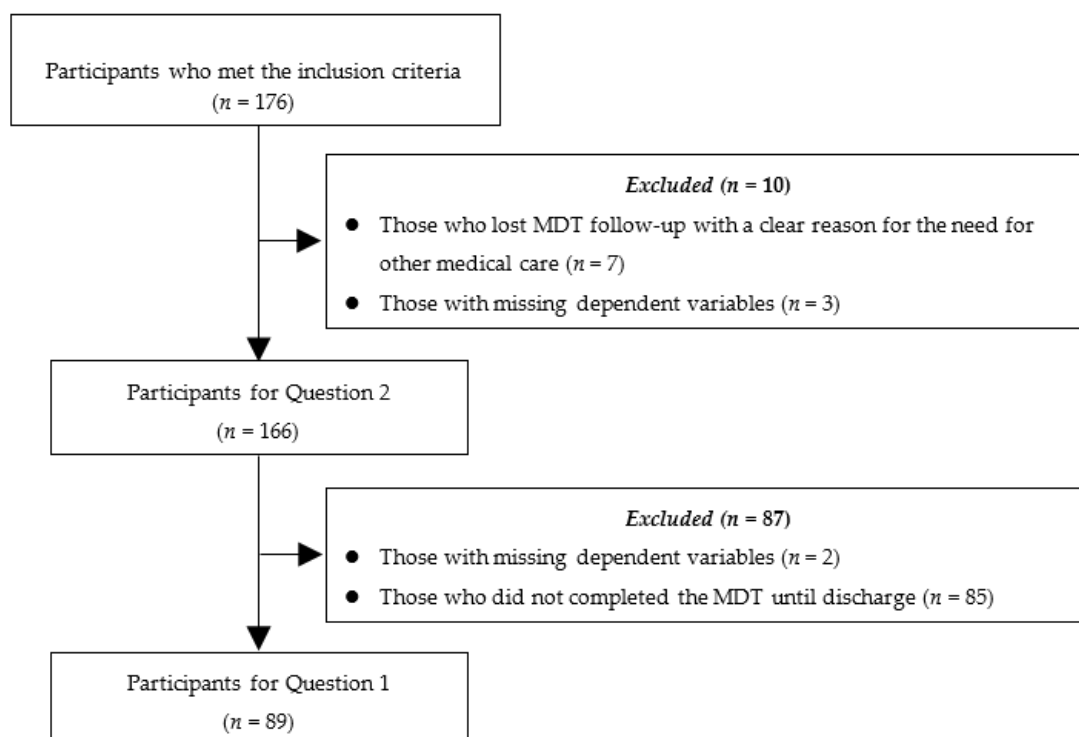 Participants who met the inclusion criteria
(n = 176)
Excluded (n = 10)
● Those who lost MDT follow-up with a clear reason for the need for
other medical care (n = 7)
● Those with missing dependent variables (n = 3)
Participants for Question 2
(n = 166)
Excluded (n = 87)
● Those with missing dependent variables (n = 2)
● Those who did not completed the MDT until discharge (n = 85)
Participants for Question 1
(n = 89)